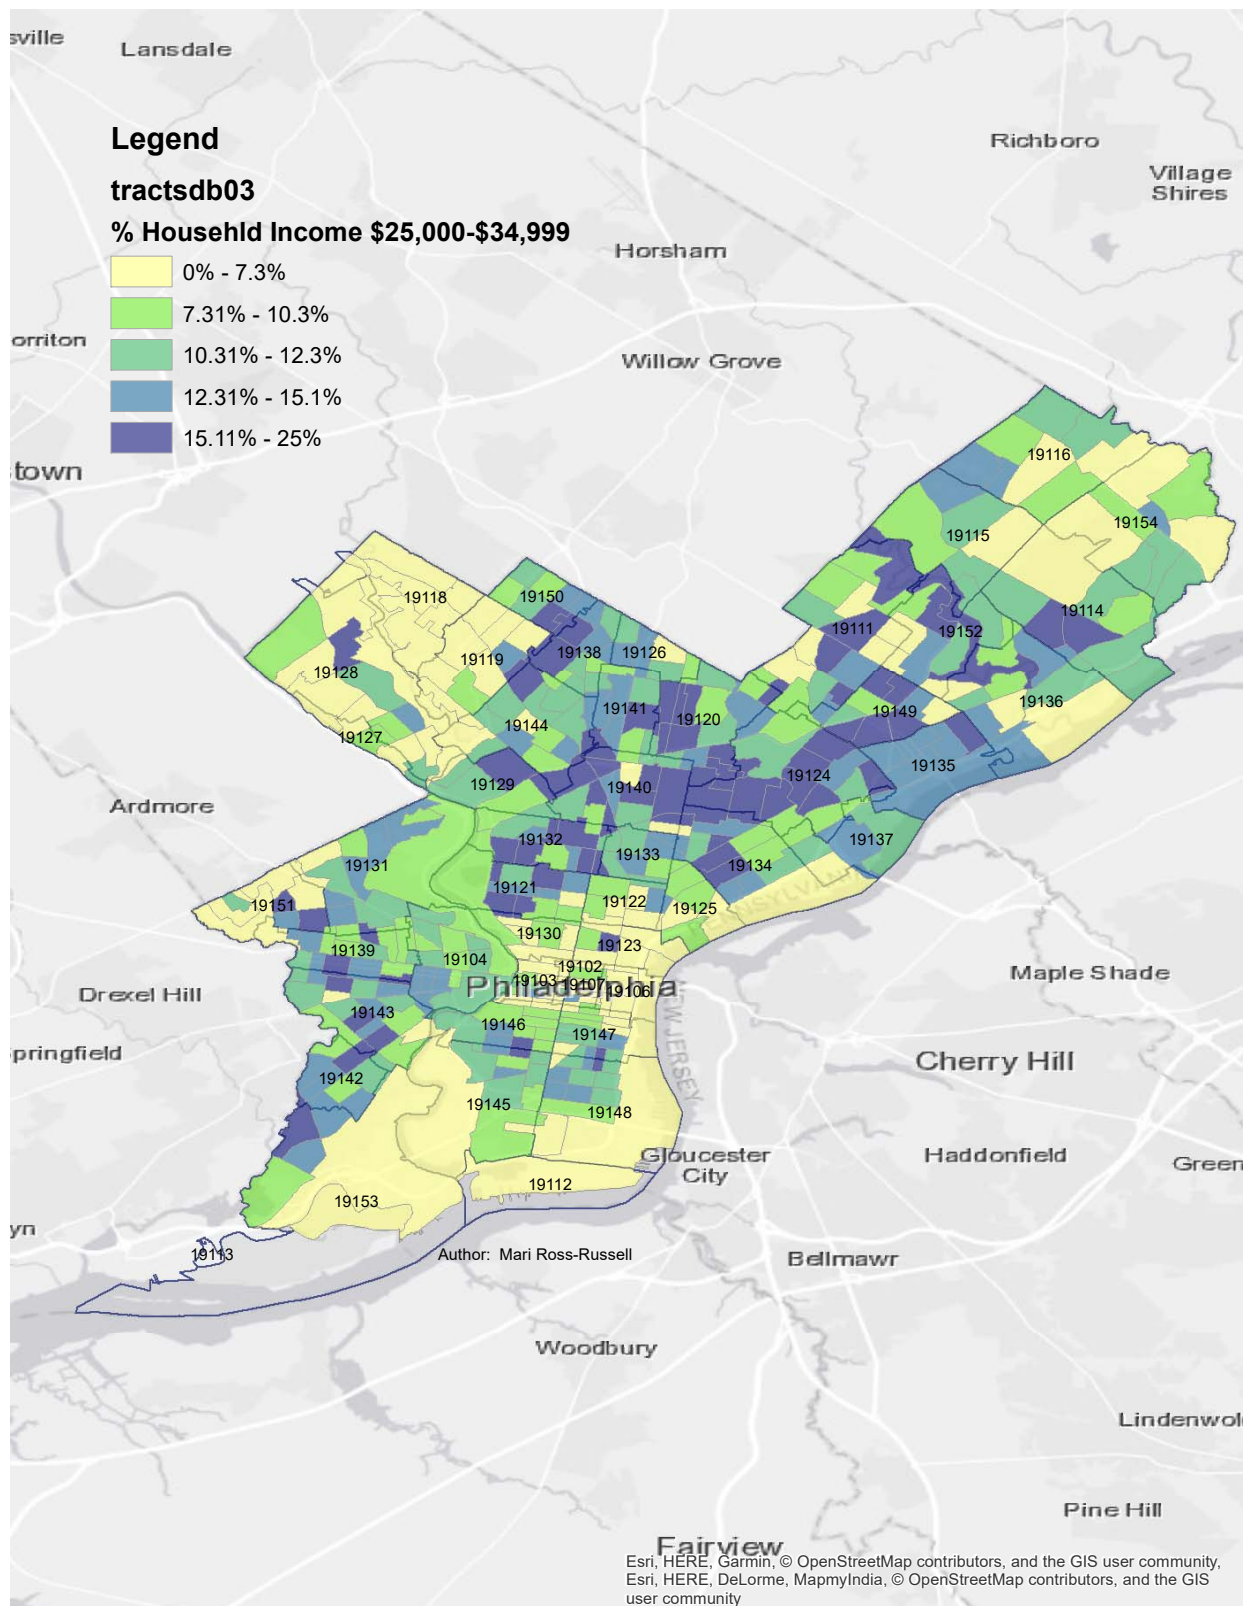 sville
Lansdale
Legend
Richboro
Village
Shires
tractsdb03
% Househld Income $25,000-$34,999
Horsham
0% - 7.3%
7.31% - 10.3%
orriton
10.31% - 12.3%
Willow Grove
12.31% - 15.1%
15.11% - 25%
19116
town
19154
19115
19118
19150
19114
19111
19152
19138
19126
19119
19128
19136
19141
19149
19120
19144
19127
19135
19124
19129
19140
Ardmore
19132
19137
19133
19131
19134
19121
19122
19151
19125
PENNSYLVANIA
19130
19123
19139
19104
19102
Maple Shade
19103
19107
Philadelphia
19106
Drexel Hill
19143
19146
19147
NEW JERSEY
pringfield
Cherry Hill
19142
19145
19148
Gloucester
City
Haddonfield
Green
19112
19153
yn
19113
Author: Mari Ross-Russell
Bellmawr
Woodbury
Lindenwol
Pine Hill
Fairview
Esri, HERE, Garmin, © OpenStreetMap contributors, and the GIS user community,
Esri, HERE, DeLorme, MapmyIndia, © OpenStreetMap contributors, and the GIS
user community